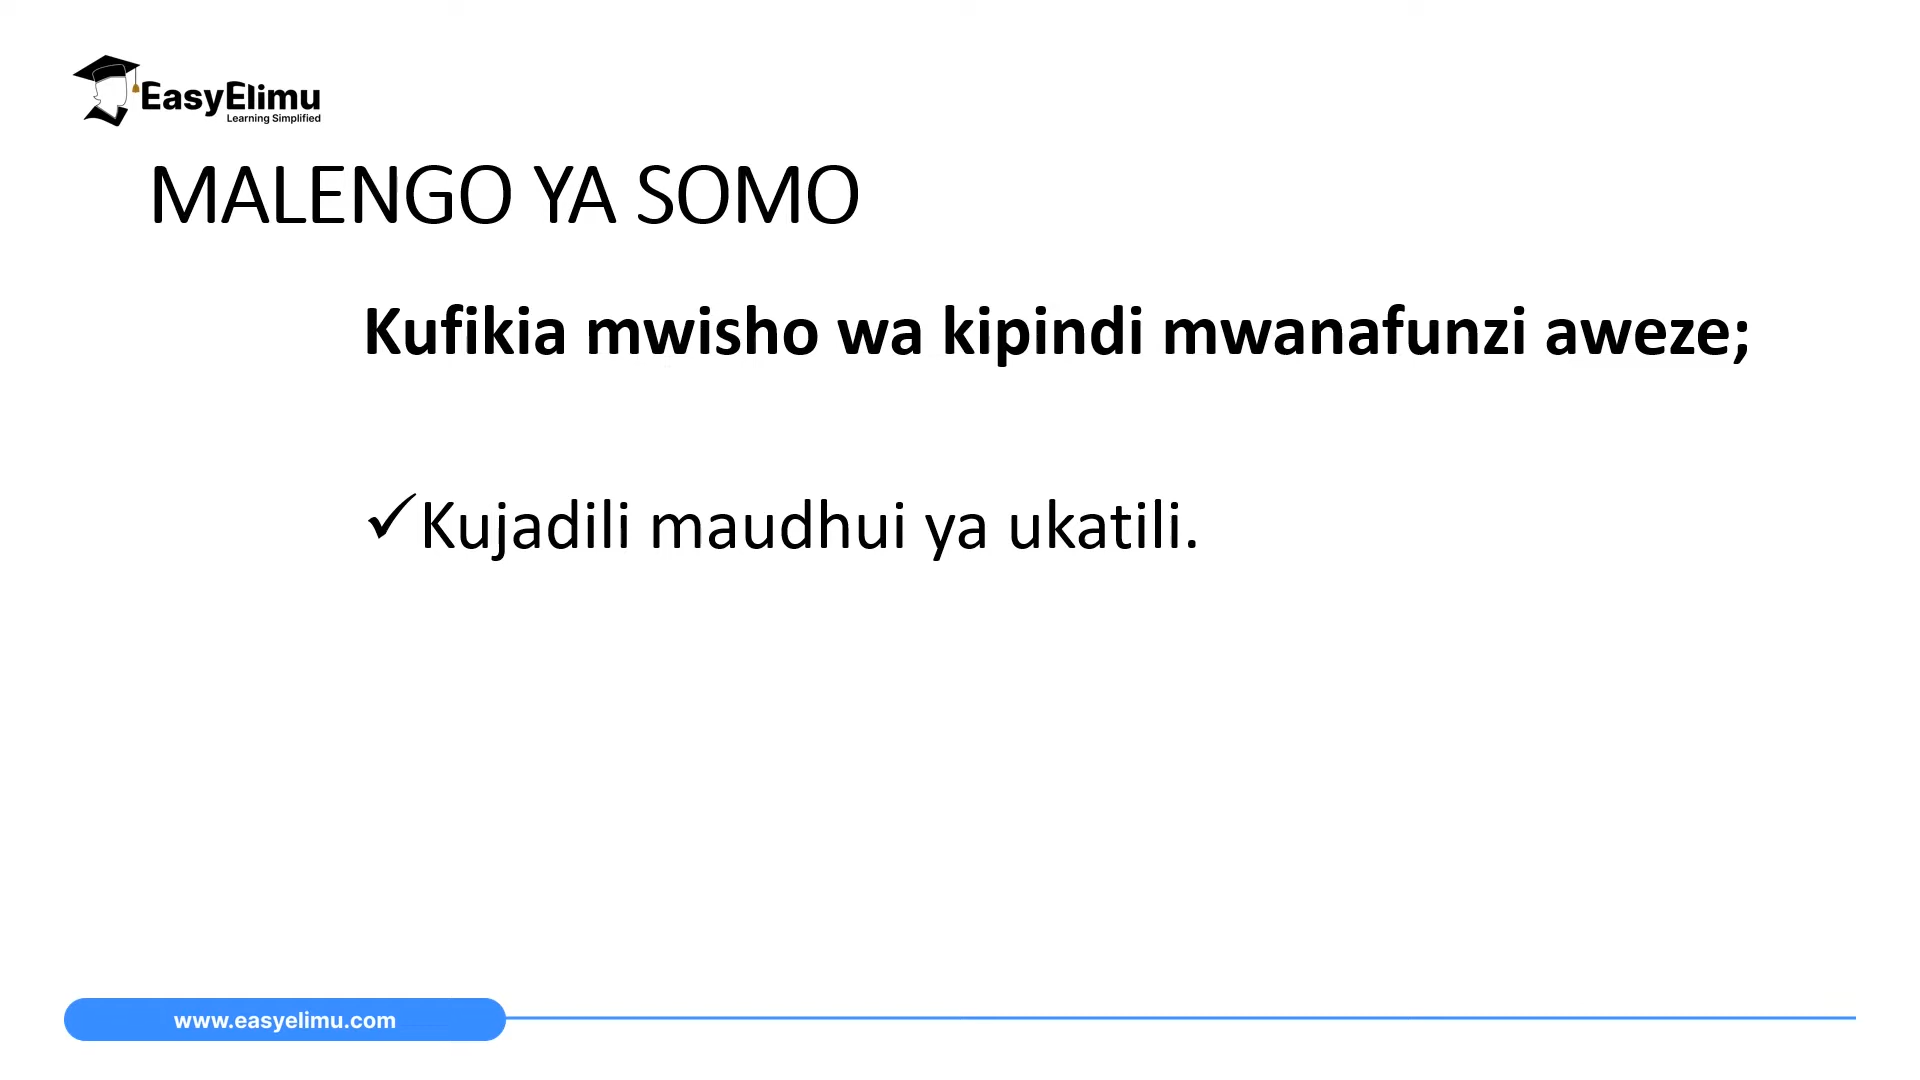 EasyElimu
Learning Simplified
MALENGO YA SOMO
Kufikia mwisho wa kipindi mwanafunzi aweze;
✓Kujadili maudhui ya ukatili.
www.easyelimu.com